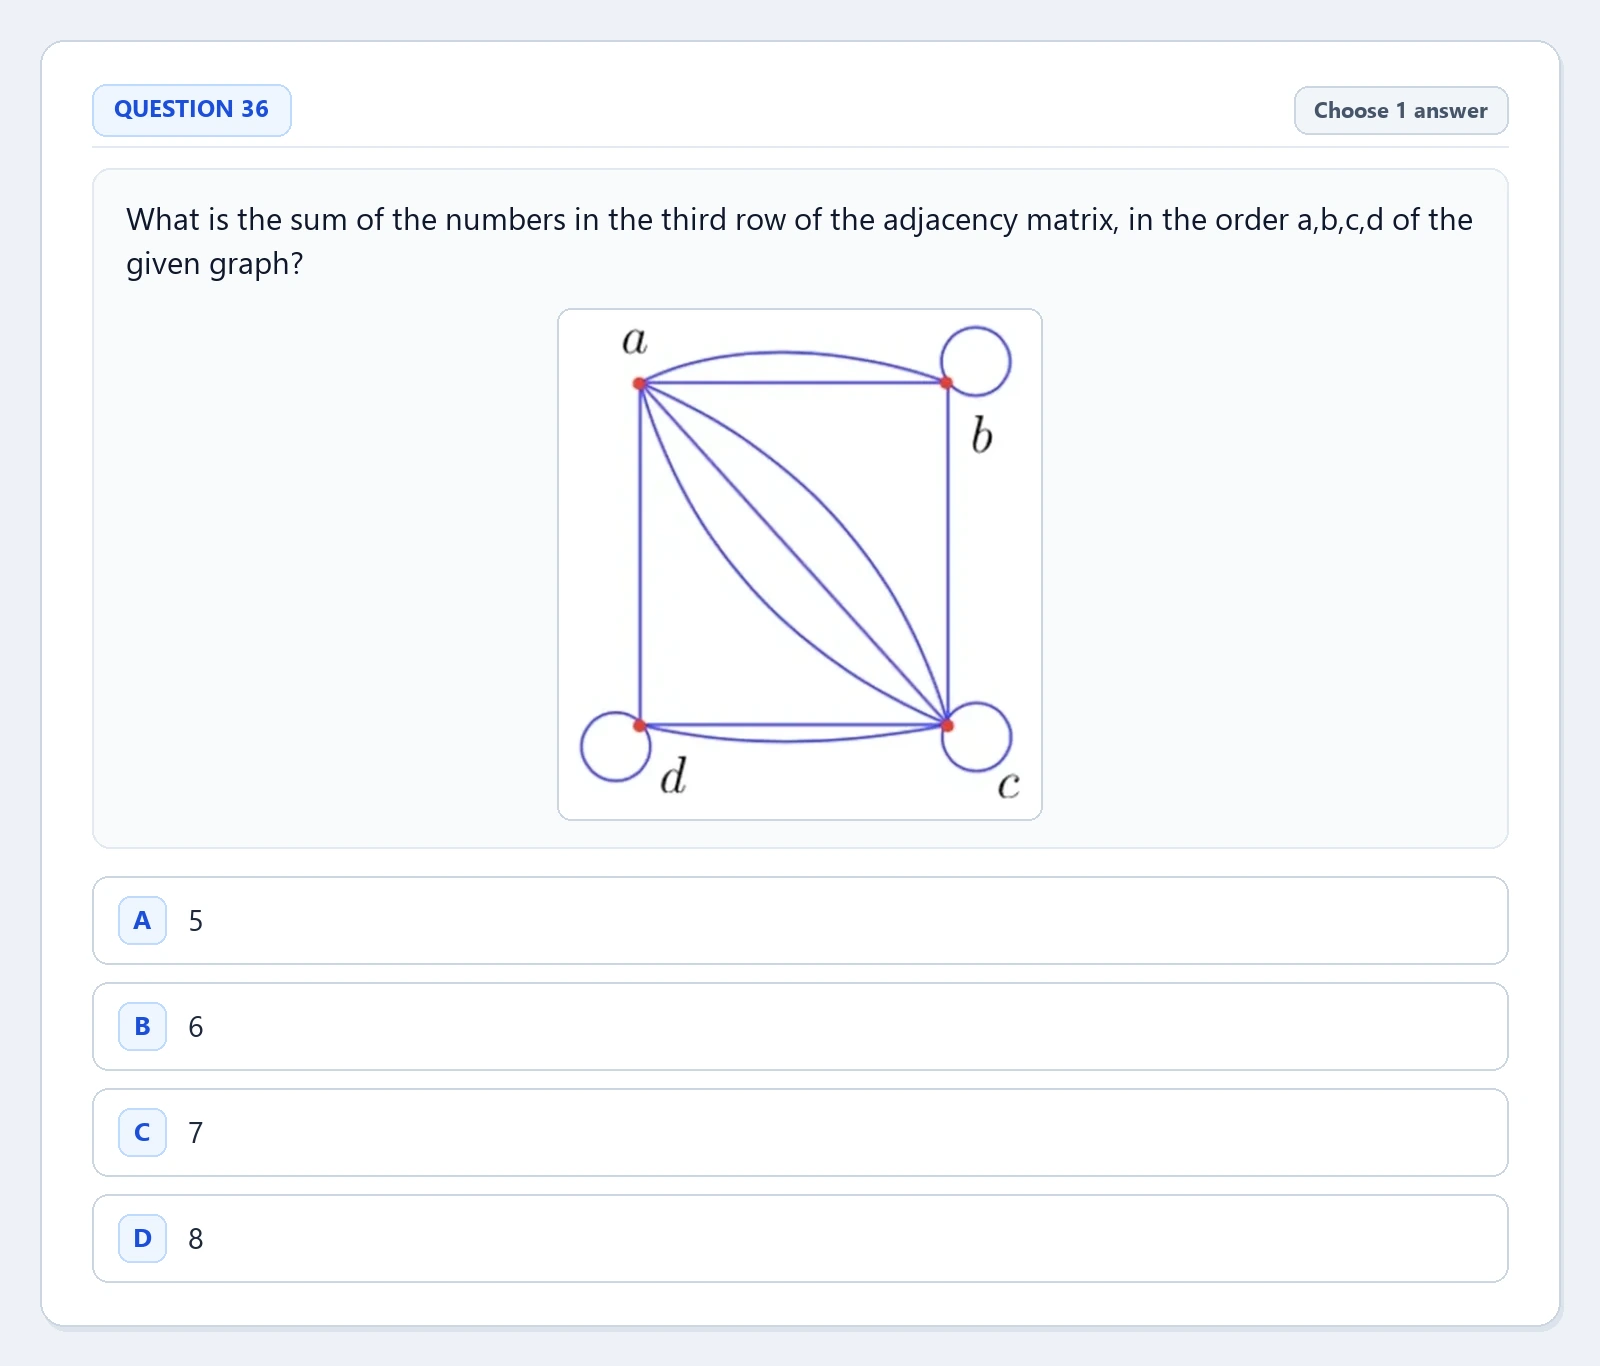 QUESTION 36
Choose 1 answer
What is the sum of the numbers in the third row of the adjacency matrix, in the order a,b,c,d of the
given graph?
a
b
d
c
A 5
B 6
C 7
D 8